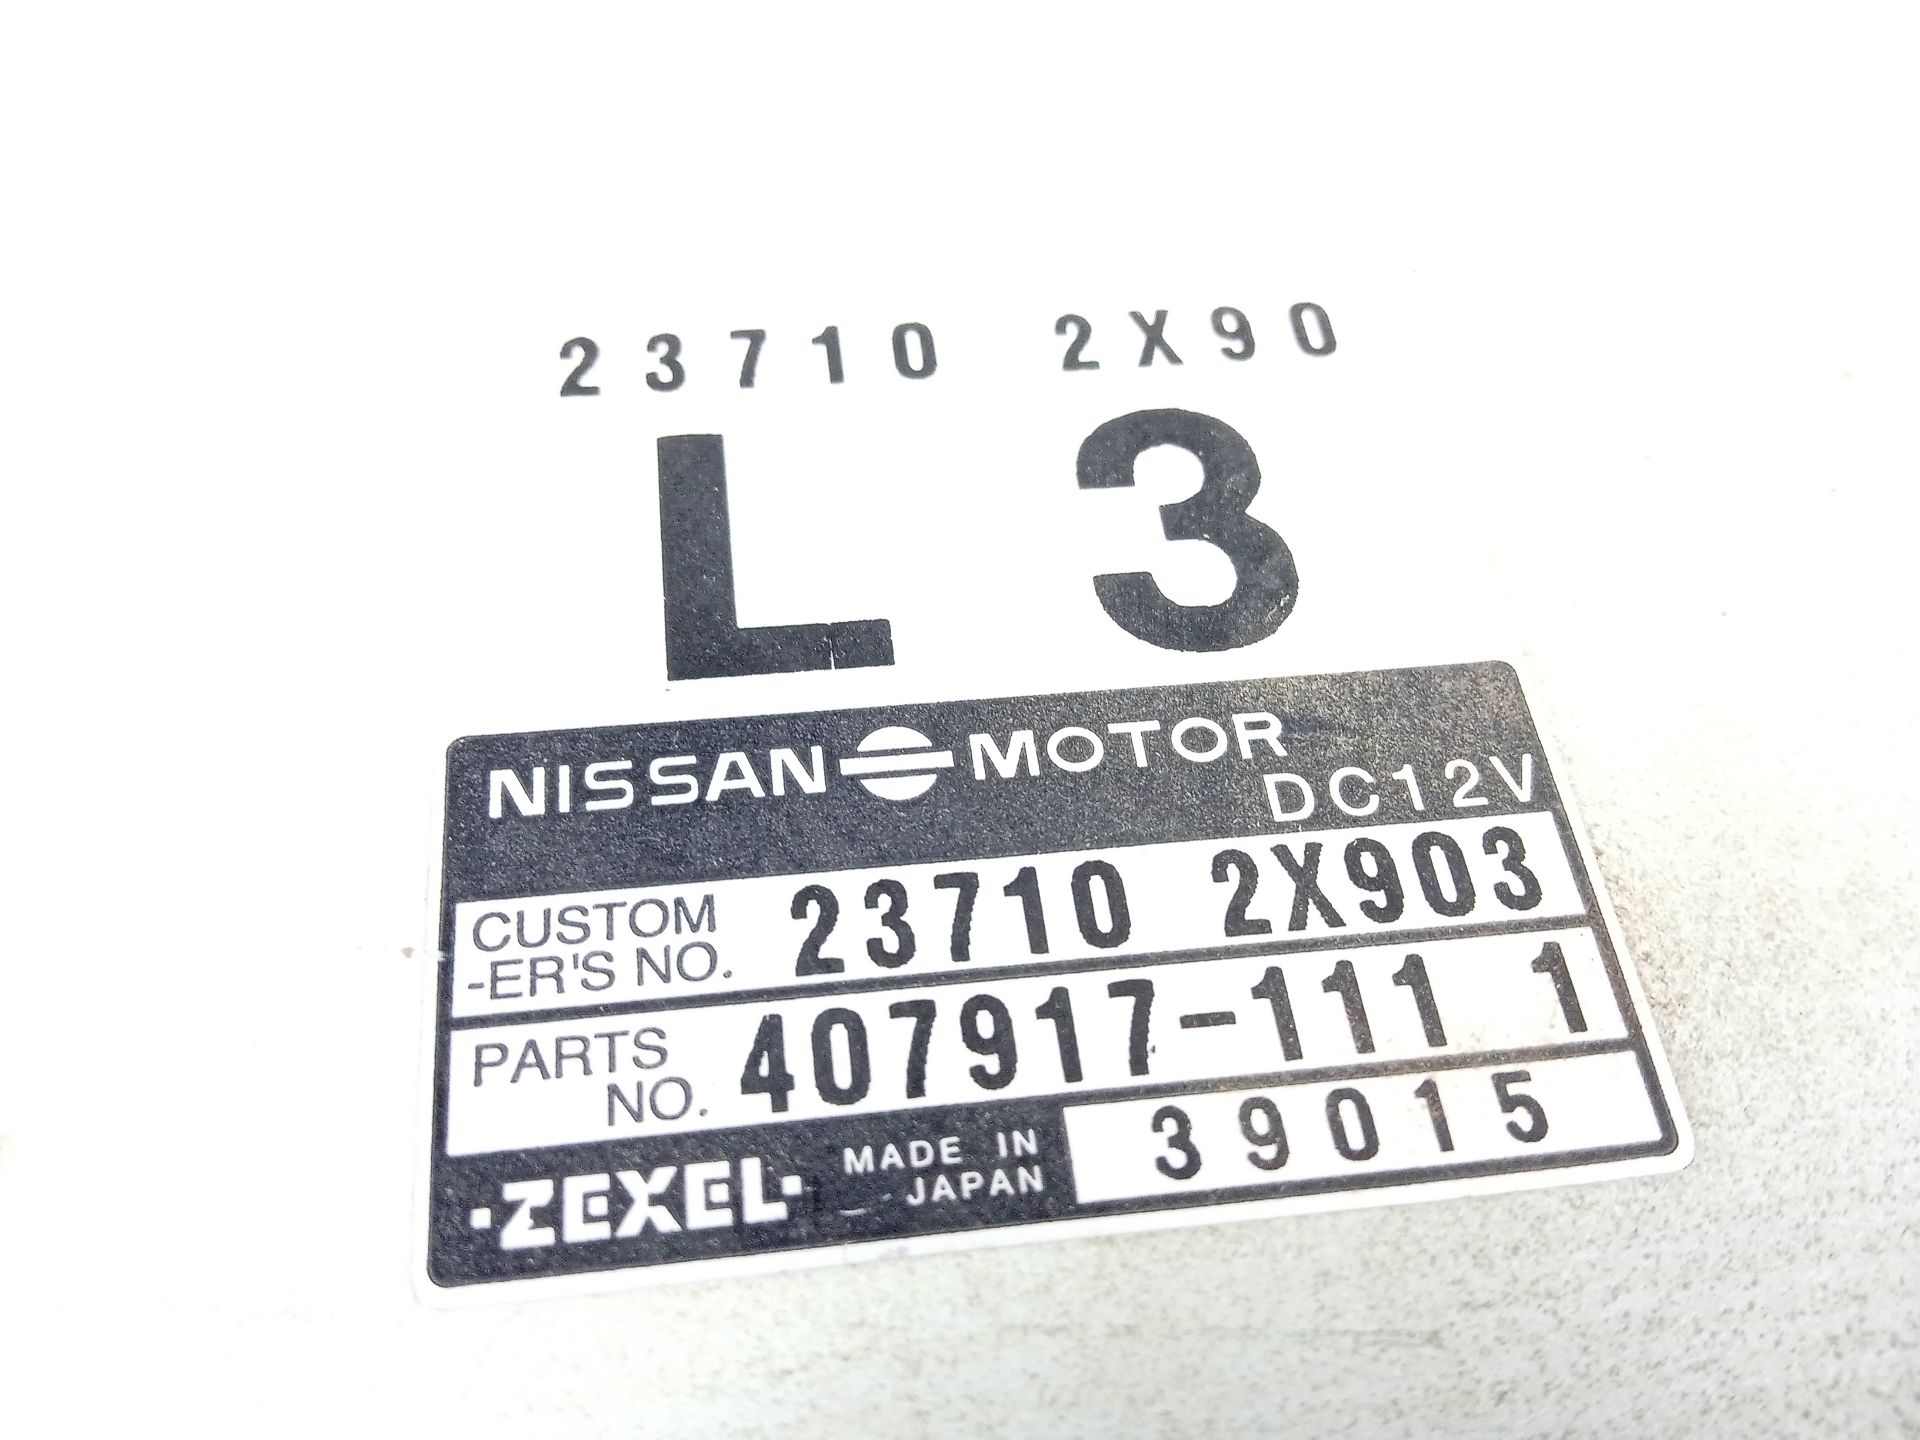 23710 2X90
L 3
NISSAN MOTOR
DC12V
CUSTOM
-ER'S NO. 23710 2X903
PARTS
NO. 407917-111 1
ZEXEL MADE IN
JAPAN 39015